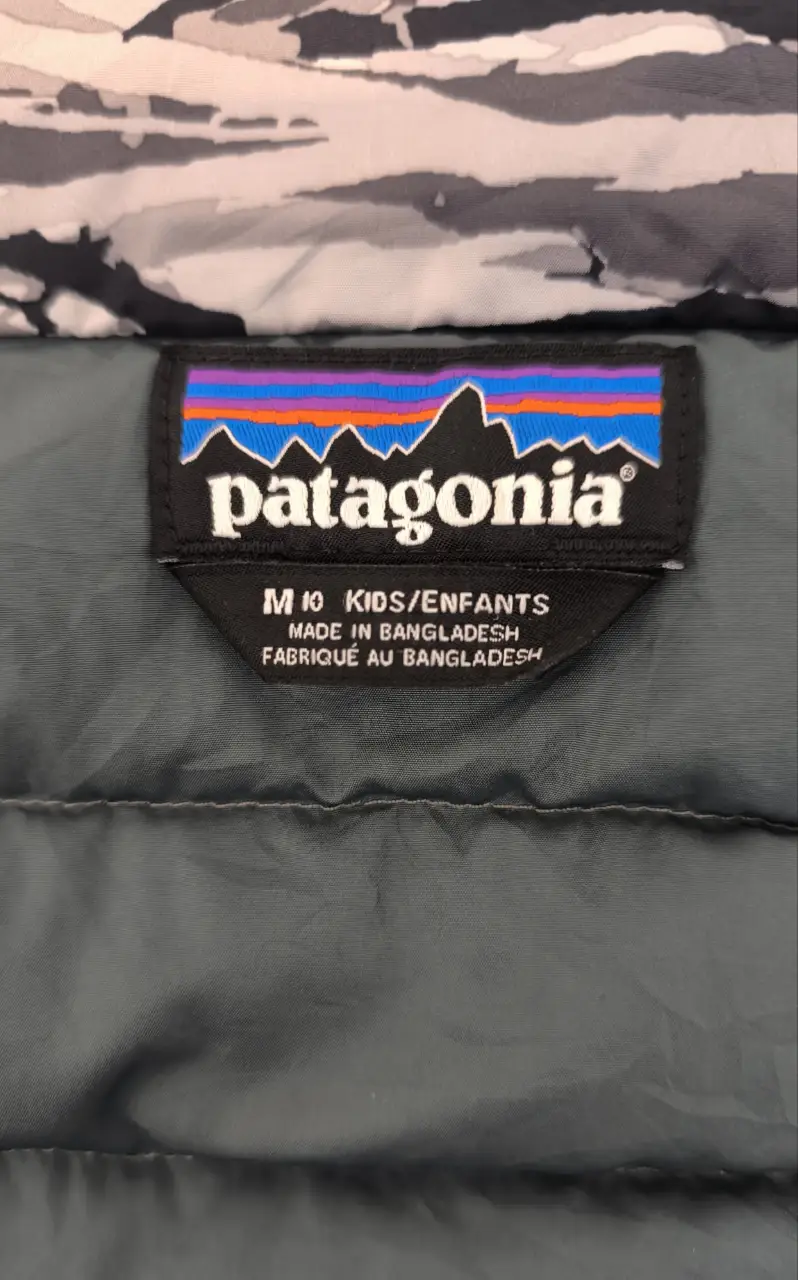 patagonia®
M 10 KIDS/ENFANTS
MADE IN BANGLADESH
FABRIQUÉ AU BANGLADESH